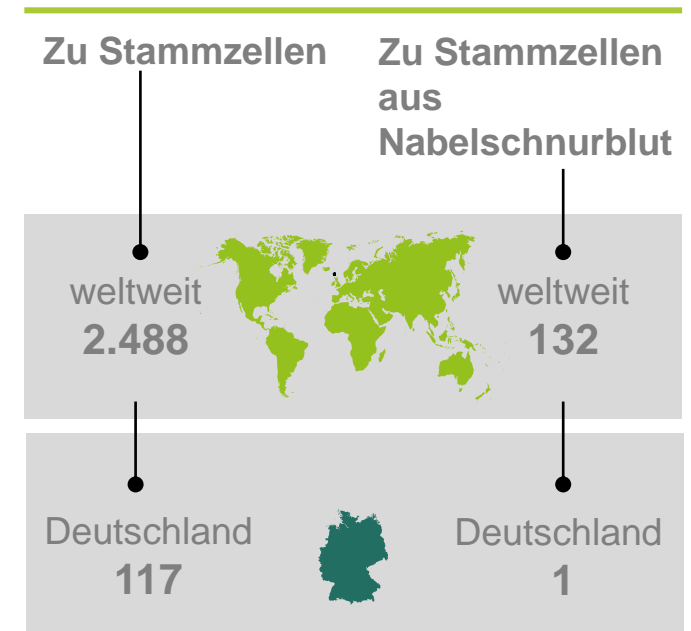 Zu Stammzellen
Zu Stammzellen
aus
Nabelschnurblut
weltweit
2.488
weltweit
132
Deutschland
117
Deutschland
1